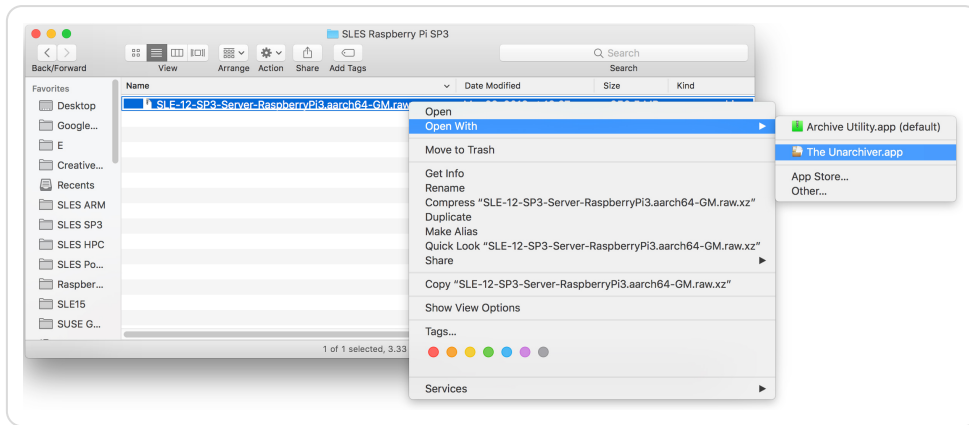 SLES Raspberry Pi SP3
Search
Back/Forward View Arrange Action Share Add Tags Search
Favorites
Desktop
Google...
E
Creative...
Recents
SLES ARM
SLES SP3
SLES HPC
SLES Po...
Raspber...
SLE15
SUSE G...
Name Date Modified Size Kind
SLE-12-SP3-Server-RaspberryPi3.aarch64-GM.raw
1 of 1 selected, 3.33
Open
Open With
Move to Trash
Get Info
Rename
Compress “SLE-12-SP3-Server-RaspberryPi3.aarch64-GM.raw.xz”
Duplicate
Make Alias
Quick Look “SLE-12-SP3-Server-RaspberryPi3.aarch64-GM.raw.xz”
Share
Copy “SLE-12-SP3-Server-RaspberryPi3.aarch64-GM.raw.xz”
Show View Options
Tags...
Services
Archive Utility.app (default)
The Unarchiver.app
App Store...
Other...